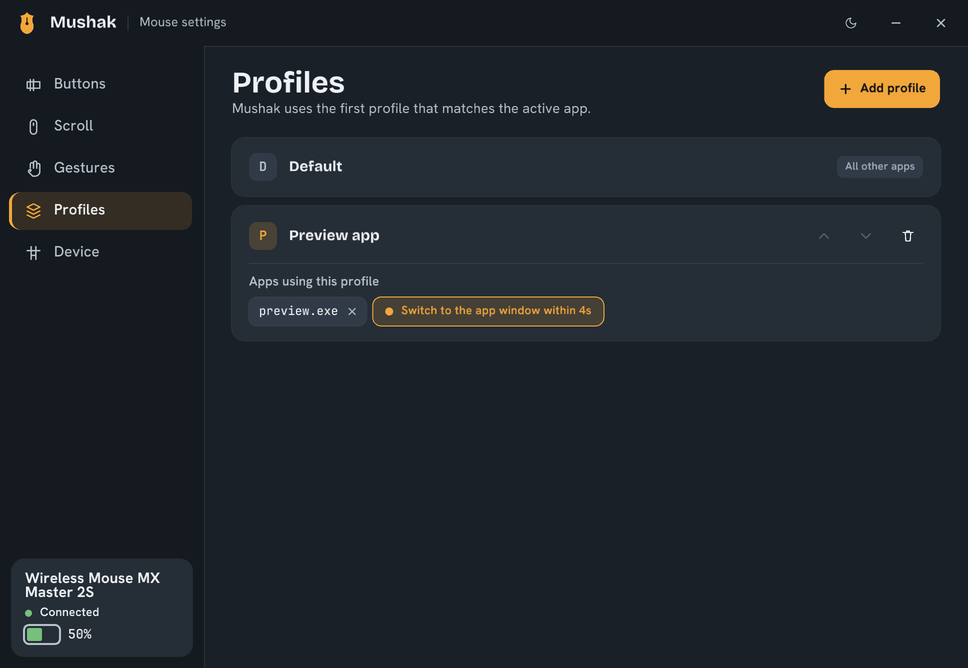 Mushak
Mouse settings
Buttons
Scroll
Gestures
Profiles
Device
Wireless Mouse MX
Master 2S
Connected
50%
Profiles
Mushak uses the first profile that matches the active app.
Add profile
D
Default
All other apps
P
Preview app
Apps using this profile
preview.exe
Switch to the app window within 4s